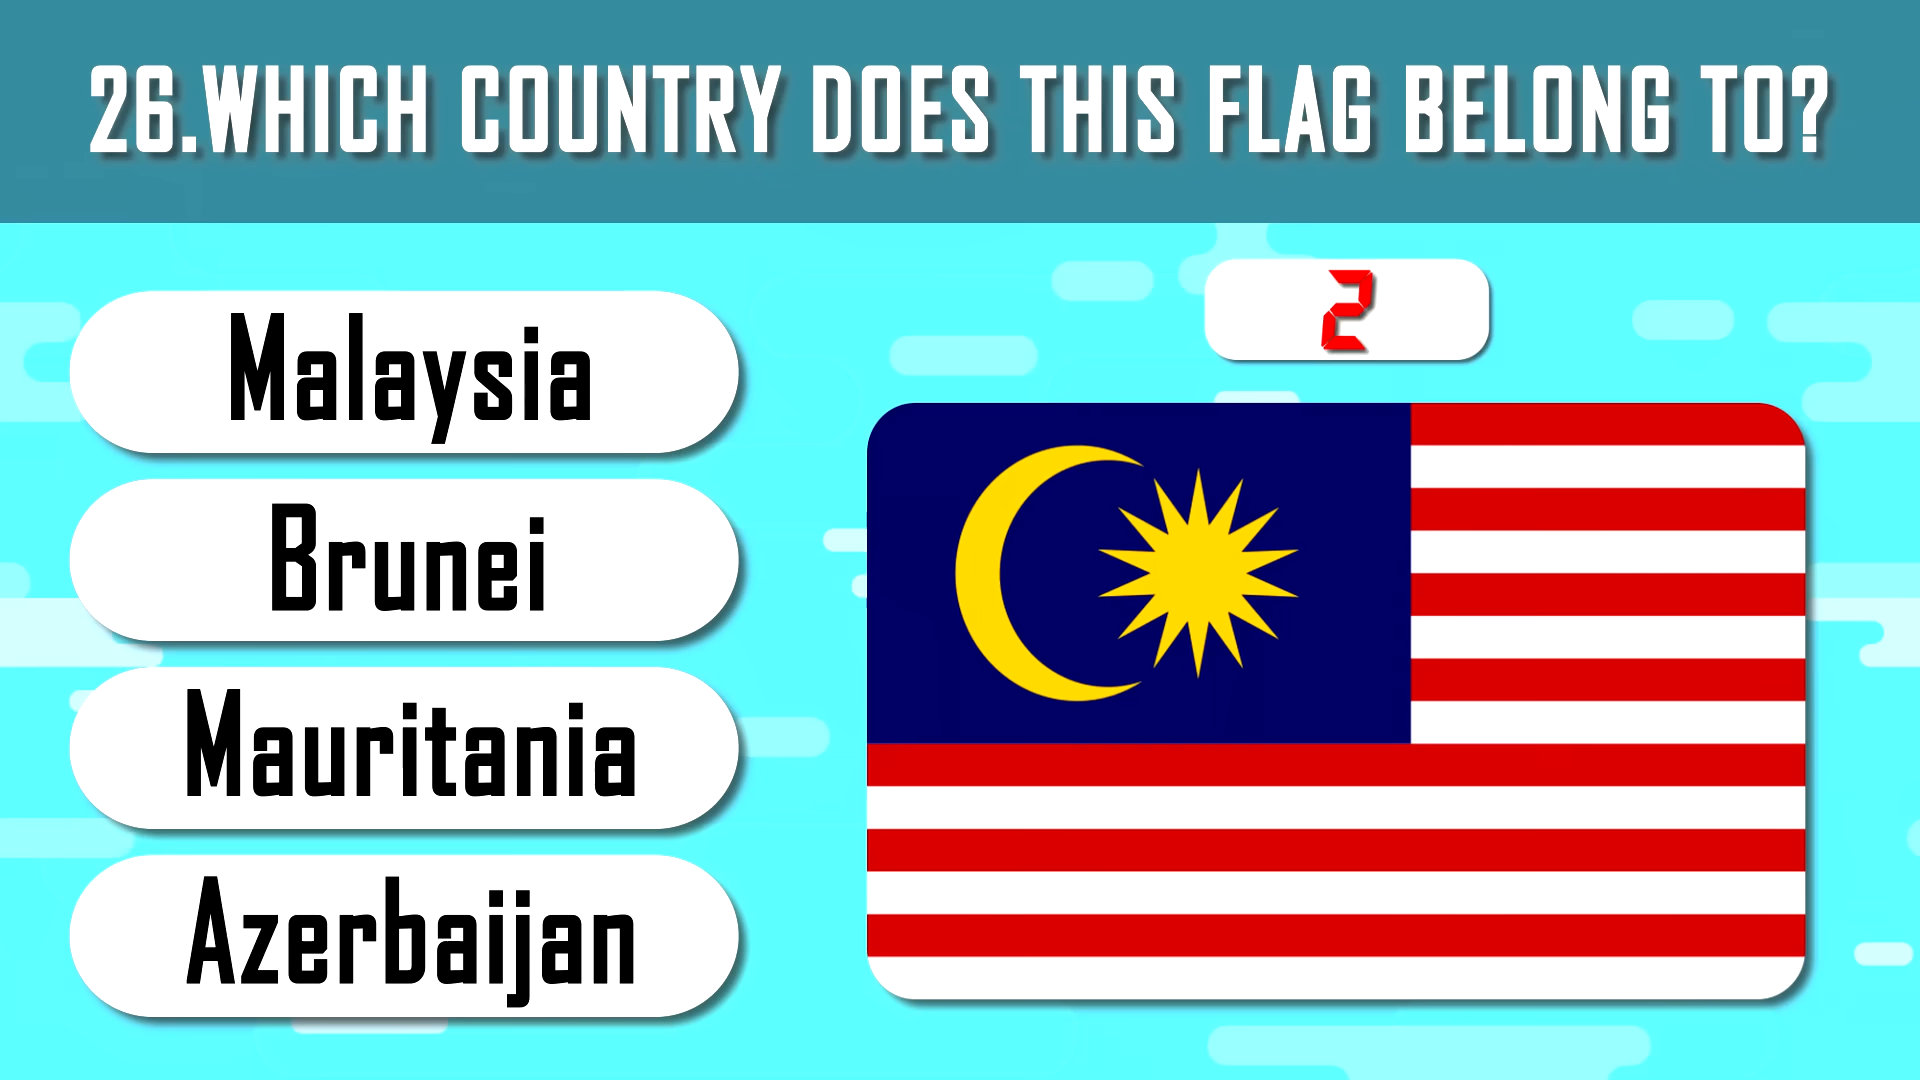 26.WHICH COUNTRY DOES THIS FLAG BELONG TO?
2
Malaysia
Brunei
Mauritania
Azerbaijan